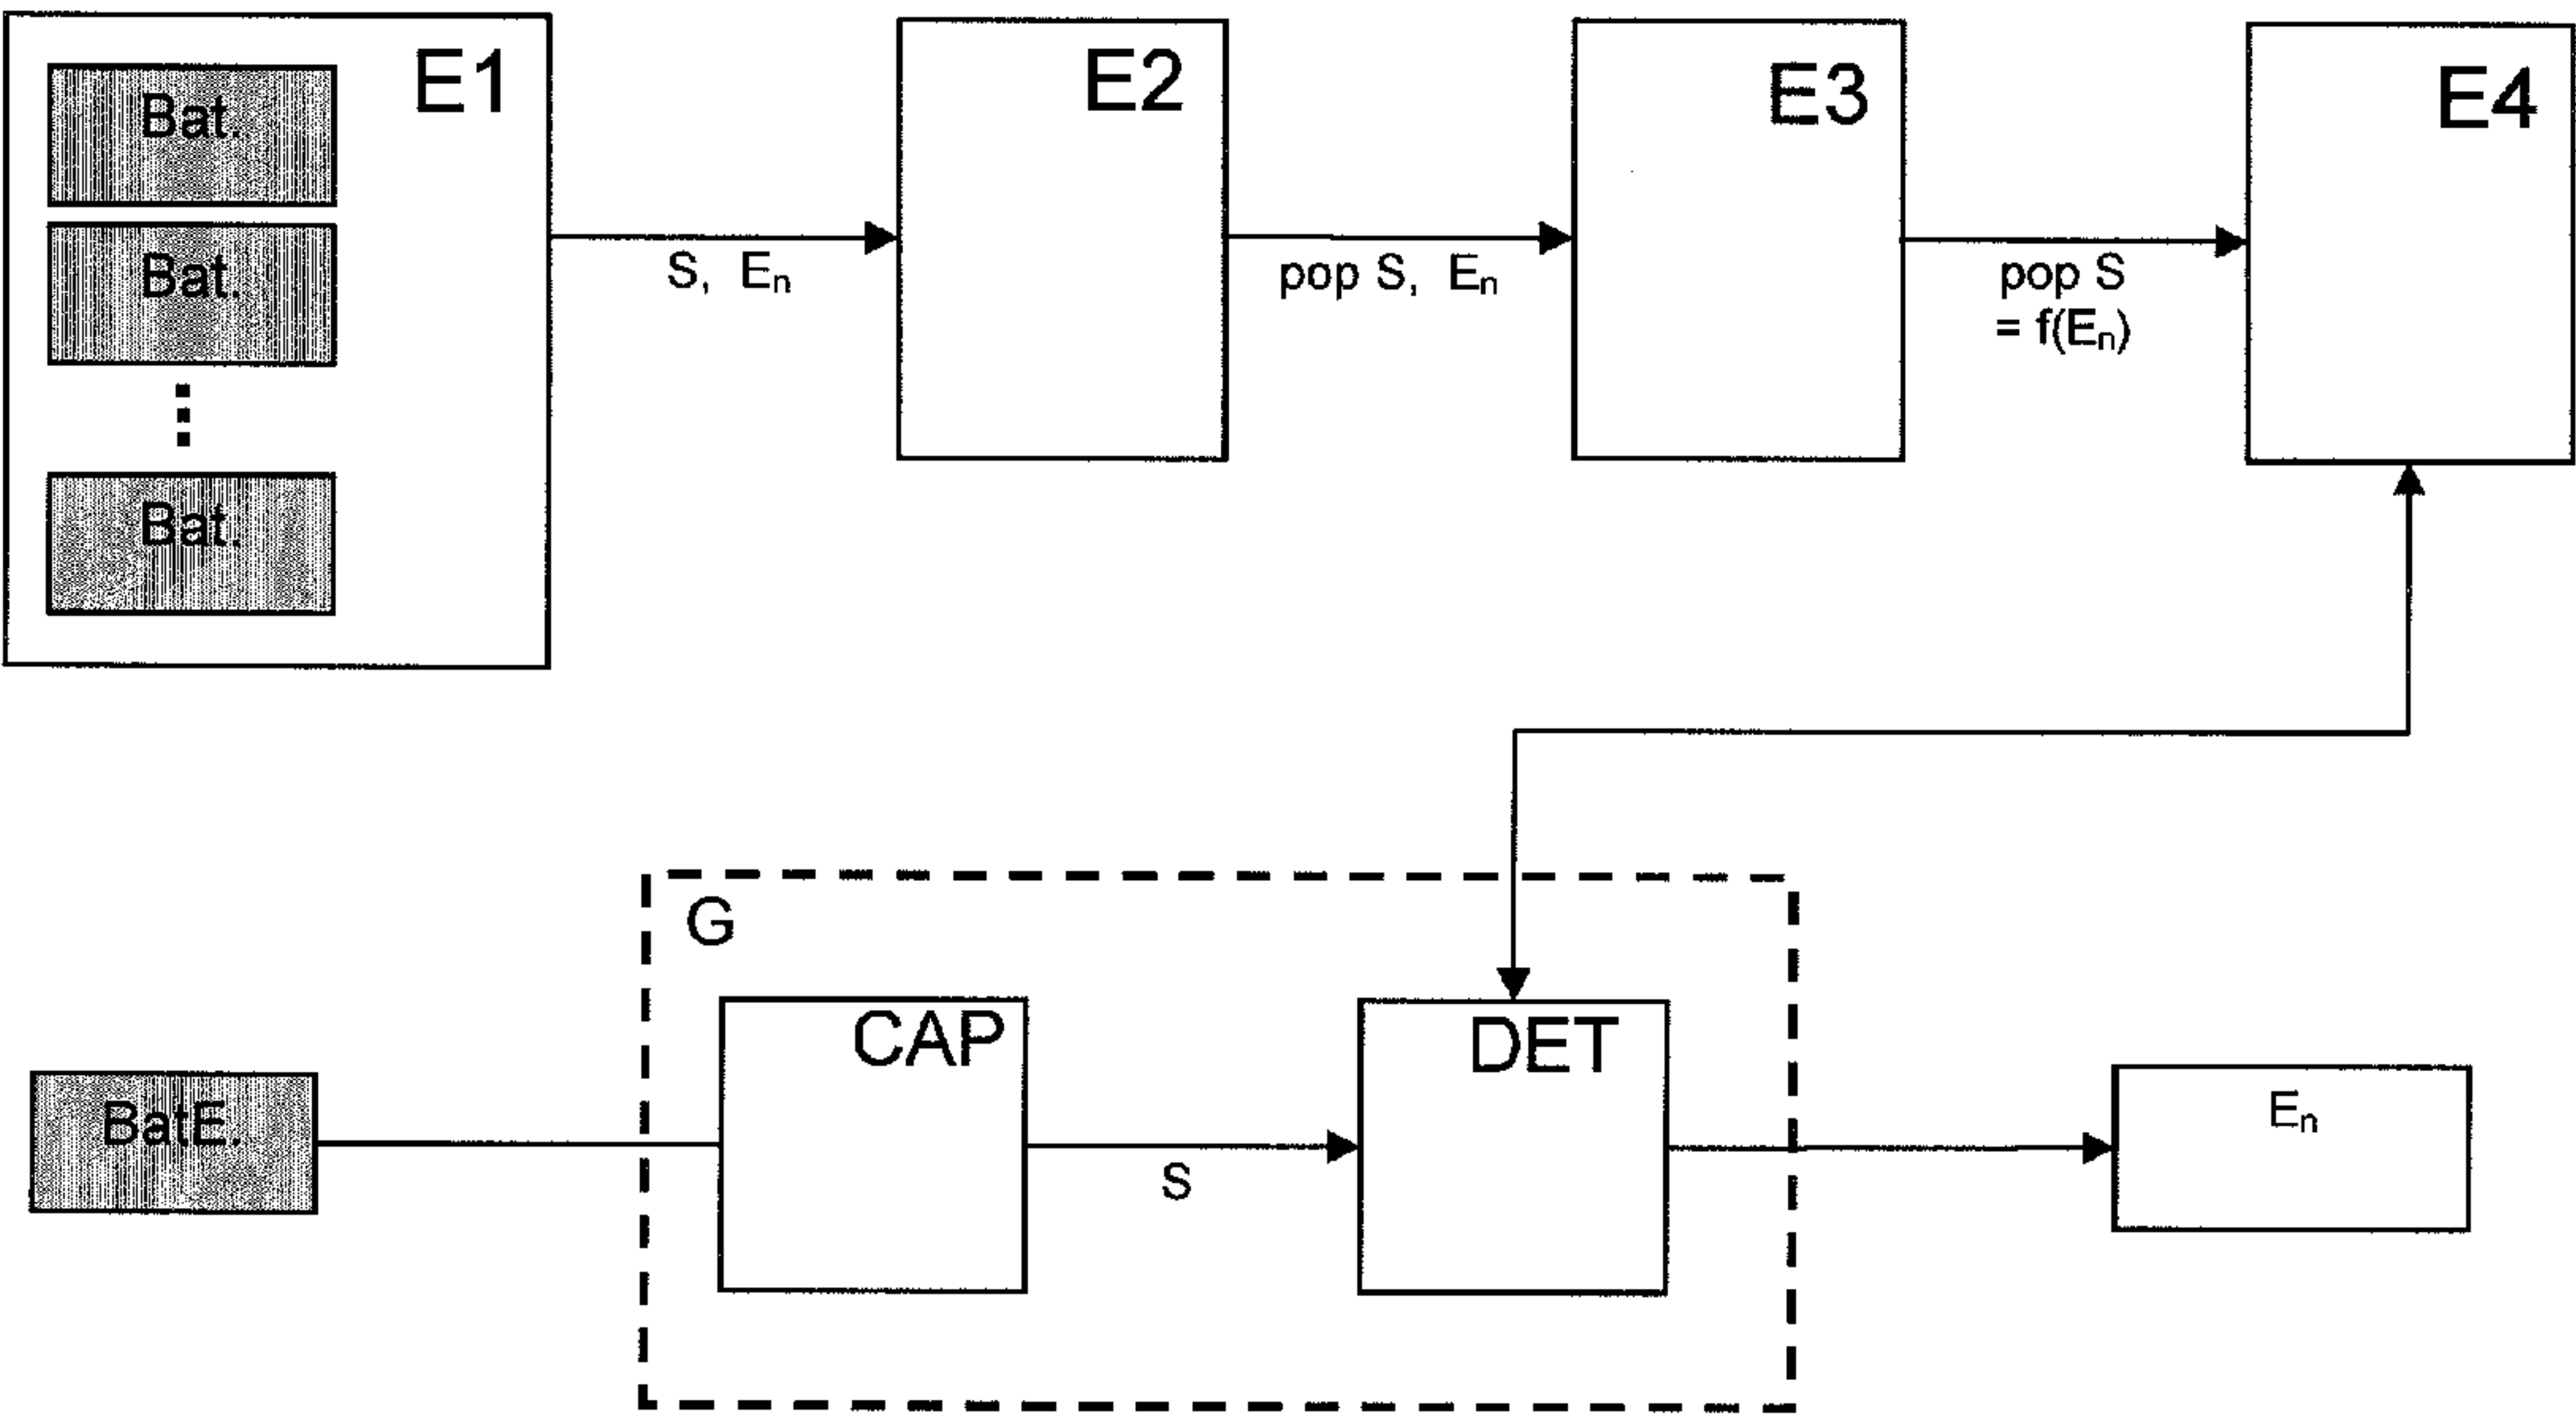 E1
Bat.
Bat.
Bat.
S, Eₙ
E2
pop S, Eₙ
E3
pop S
= f(Eₙ)
E4
G
BatE.
CAP
S
DET
Eₙ